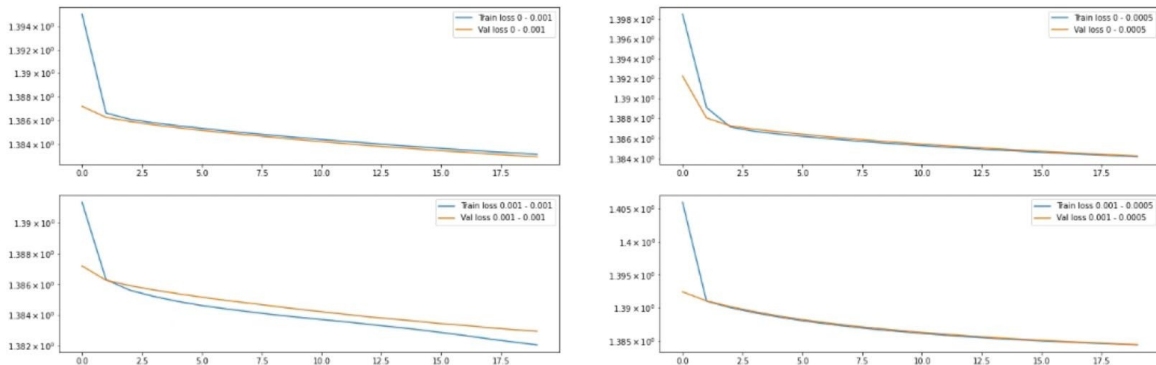 1.394 × 10⁰
1.392 × 10⁰
1.39 × 10⁰
1.388 × 10⁰
1.386 × 10⁰
1.384 × 10⁰
Train loss 0 - 0.001
Val loss 0 - 0.001
0.0 2.5 5.0 7.5 10.0 12.5 15.0 17.5
1.398 × 10⁰
1.396 × 10⁰
1.394 × 10⁰
1.392 × 10⁰
1.39 × 10⁰
1.388 × 10⁰
1.386 × 10⁰
1.384 × 10⁰
Train loss 0 - 0.0005
Val loss 0 - 0.0005
0.0 2.5 5.0 7.5 10.0 12.5 15.0 17.5
1.39 × 10⁰
1.388 × 10⁰
1.386 × 10⁰
1.384 × 10⁰
1.382 × 10⁰
Train loss 0.001 - 0.001
Val loss 0.001 - 0.001
0.0 2.5 5.0 7.5 10.0 12.5 15.0 17.5
1.405 × 10⁰
1.4 × 10⁰
1.395 × 10⁰
1.39 × 10⁰
1.385 × 10⁰
Train loss 0.001 - 0.0005
Val loss 0.001 - 0.0005
0.0 2.5 5.0 7.5 10.0 12.5 15.0 17.5